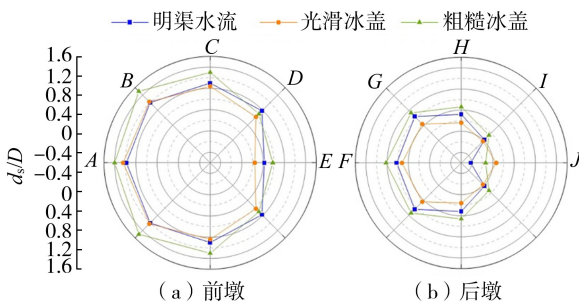 明渠水流 光滑冰盖 粗糙冰盖
1.6
1.2
0.8
0.4
0
−0.4
−0.4
0
0.4
0.8
1.2
1.6
ds/D
A
B
C
D
E
F
G
H
I
J
（a）前墩
（b）后墩